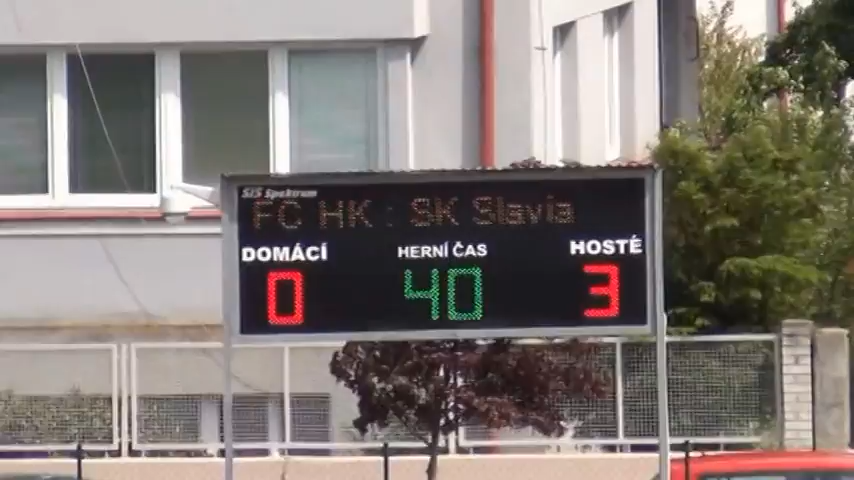 SIS Spektrum
FC HK : SK Slavia
DOMÁCÍ HERNÍ ČAS HOSTÉ
0 40 3